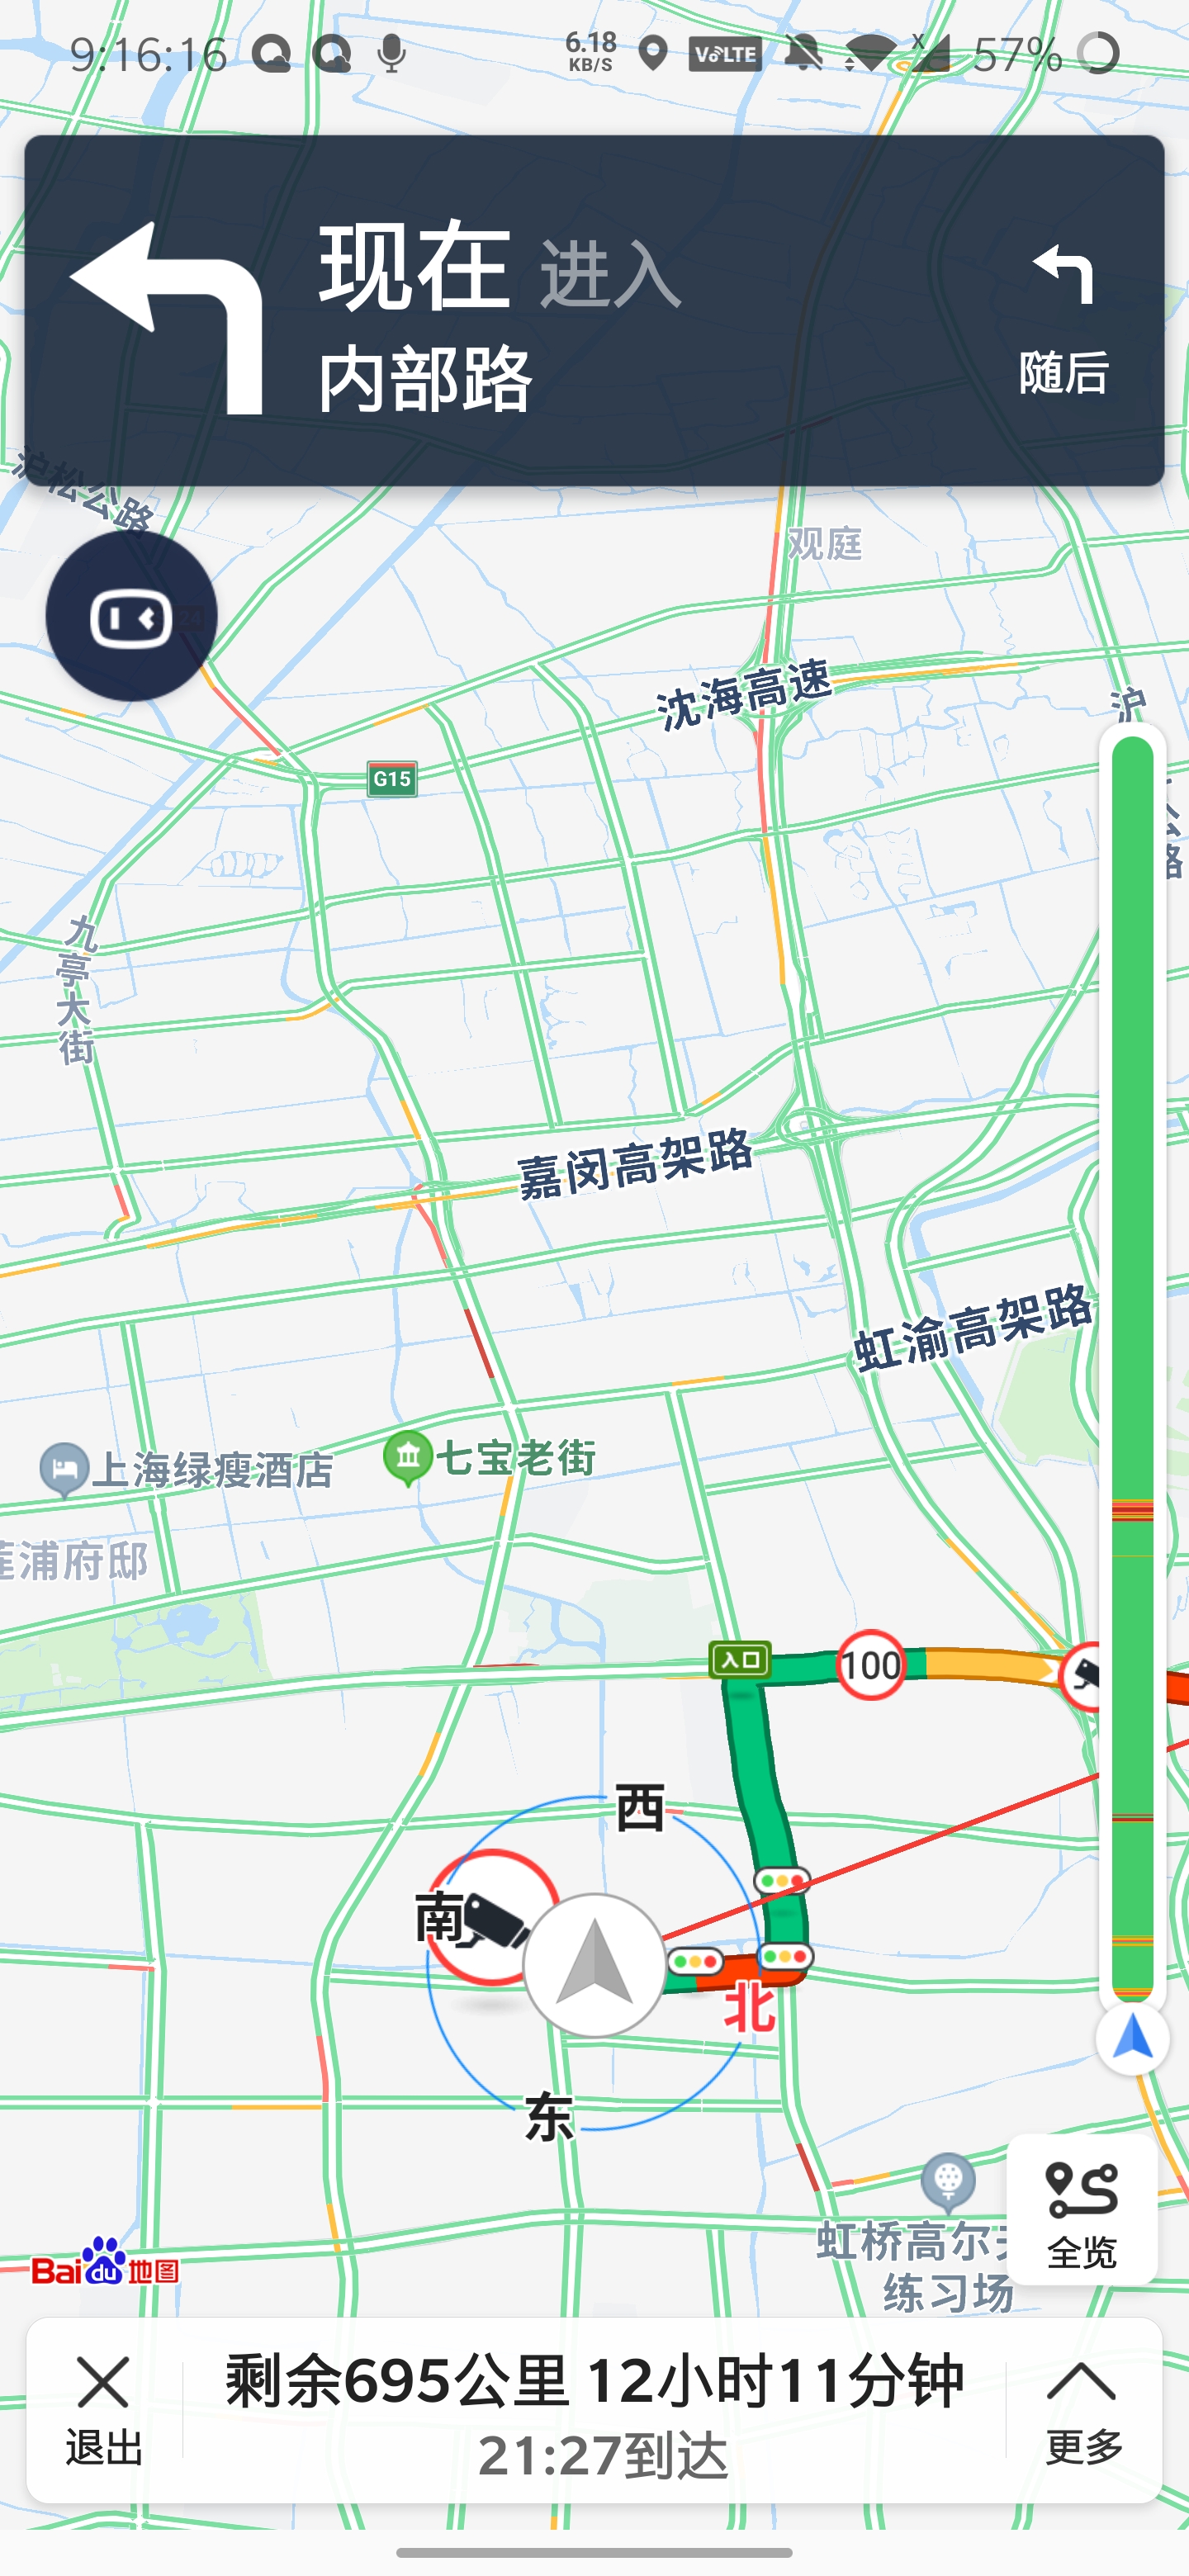 9:16:16
6.18
KB/S
VoLTE
X
57%
现在 进入
内部路
随后
沪松公路
观庭
沈海高速
沪
G15
公
路
九亭大街
嘉闵高架路
虹渝高架路
上海绿瘦酒店
七宝老街
浦府邸
入口
100
西
南
北
东
虹桥高尔
练习场
全览
Bai du 地图
剩余695公里 12小时11分钟
21:27到达
退出
更多